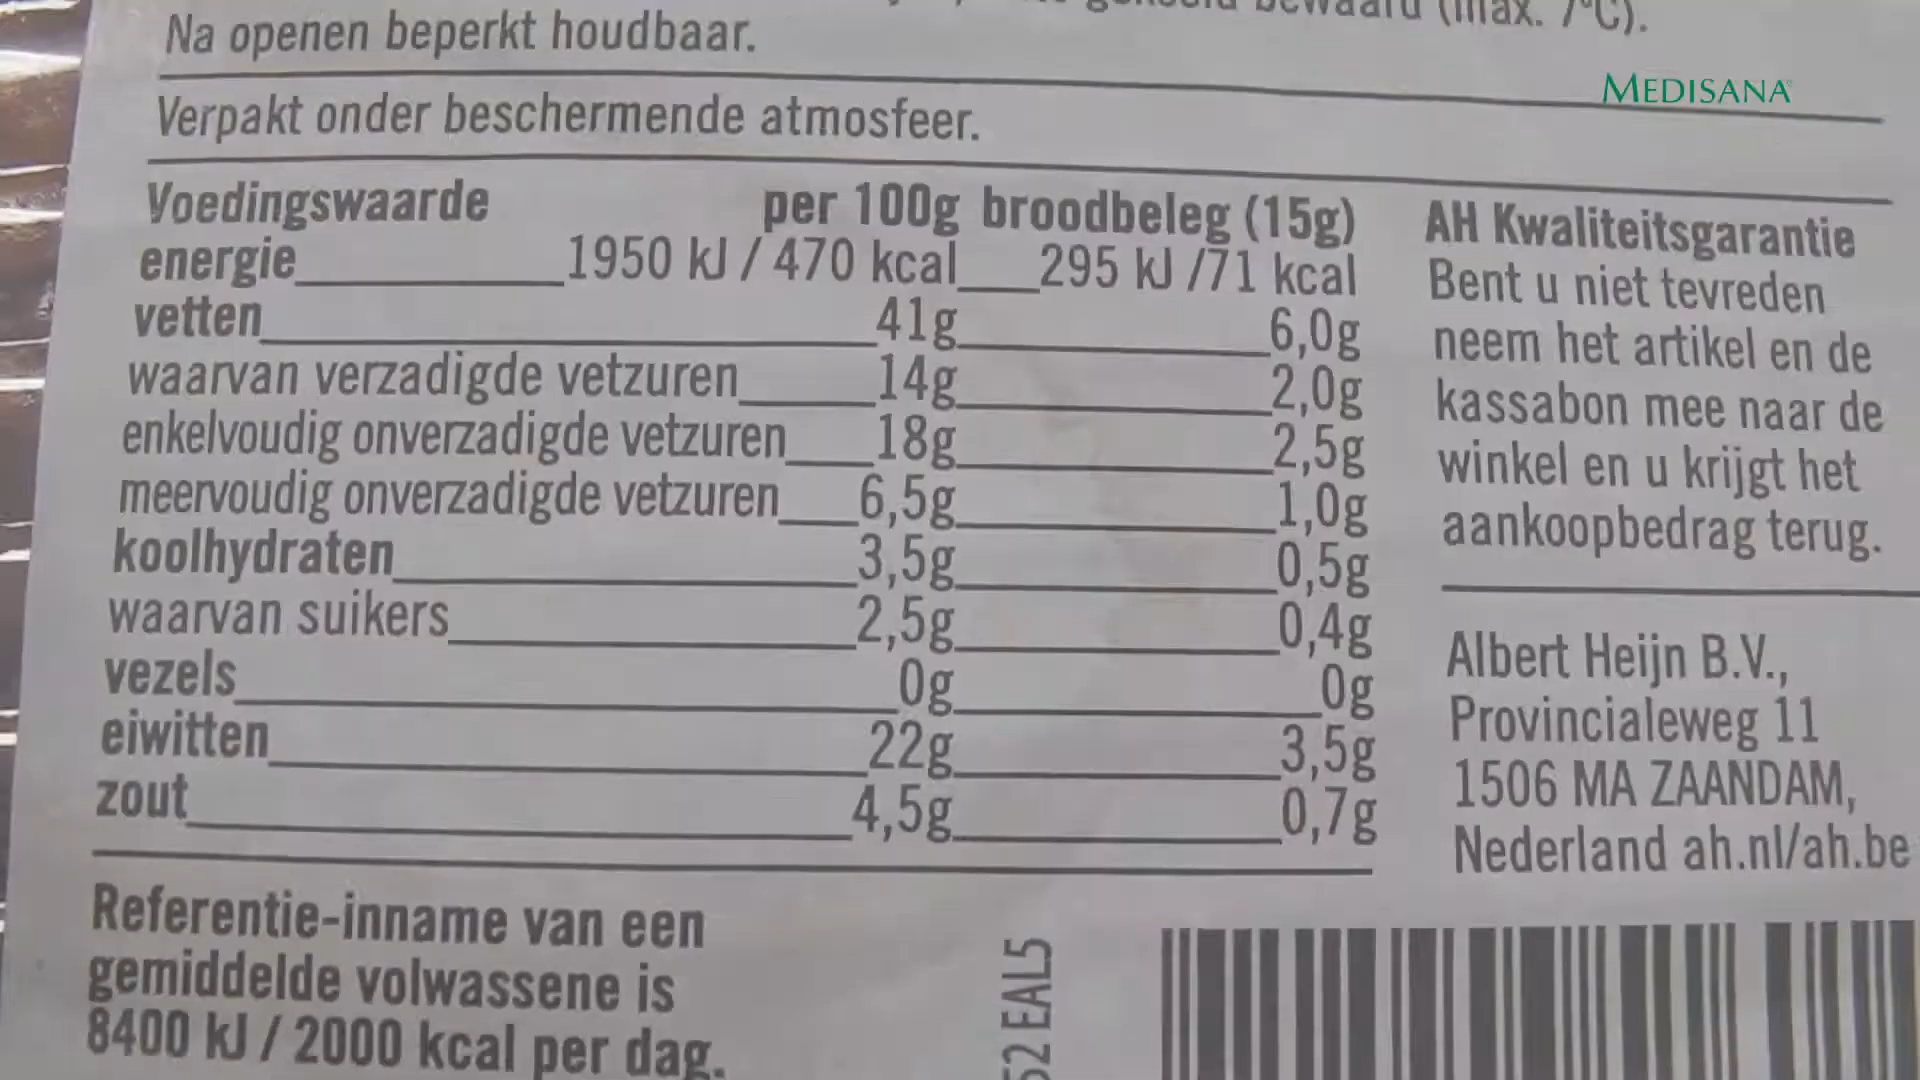 bewaard (max. 7°C).
Na openen beperkt houdbaar.
MEDISANA
Verpakt onder beschermende atmosfeer.
Voedingswaarde per 100g broodbeleg (15g)
energie 1950 kJ / 470 kcal 295 kJ /71 kcal
vetten 41g 6,0g
waarvan verzadigde vetzuren 14g 2,0g
enkelvoudig onverzadigde vetzuren 18g 2,5g
meervoudig onverzadigde vetzuren 6,5g 1,0g
koolhydraten 3,5g 0,5g
waarvan suikers 2,5g 0,4g
vezels 0g 0g
eiwitten 22g 3,5g
zout 4,5g 0,7g
Referentie-inname van een
gemiddelde volwassene is
8400 kJ / 2000 kcal per dag.
AH Kwaliteitsgarantie
Bent u niet tevreden
neem het artikel en de
kassabon mee naar de
winkel en u krijgt het
aankoopbedrag terug.
Albert Heijn B.V.,
Provincialeweg 11
1506 MA ZAANDAM,
Nederland ah.nl/ah.be
52 EAL5